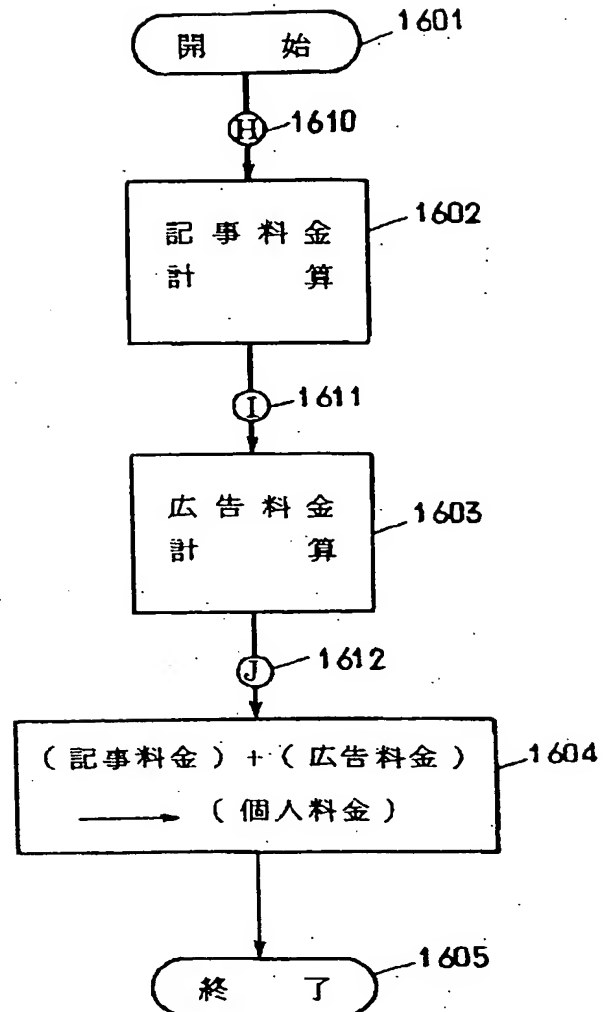 開始
1601
H
1610
記事料金
計算
1602
I
1611
広告料金
計算
1603
J
1612
(記事料金)+(広告料金)
(個人料金)
1604
終了
1605